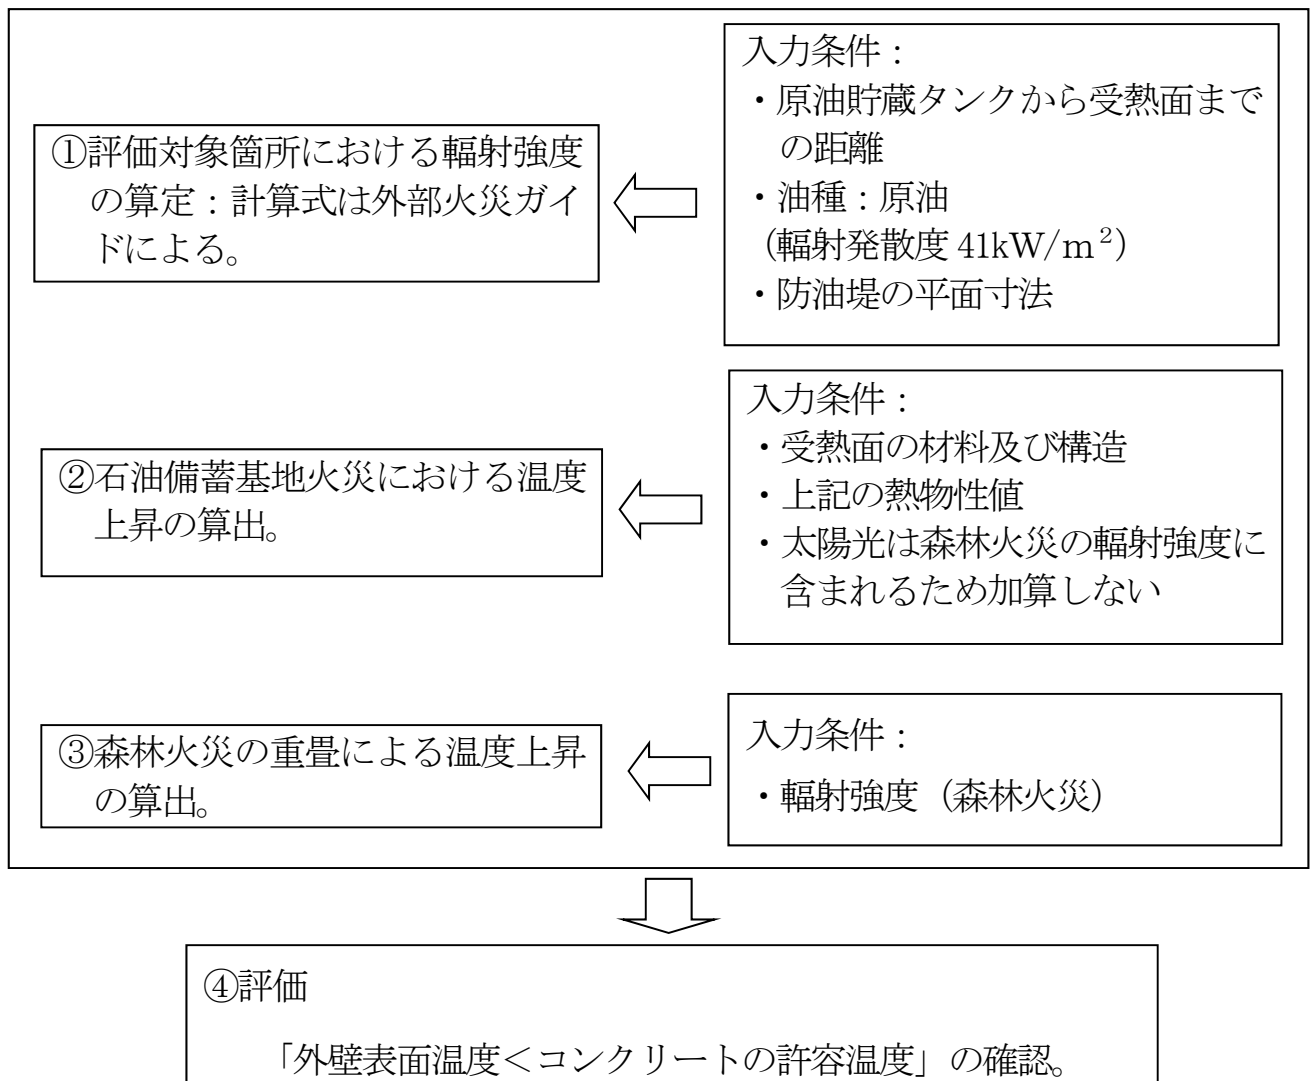 ①評価対象箇所における輻射強度
の算定：計算式は外部火災ガイ
ドによる。
入力条件：
・原油貯蔵タンクから受熱面まで
の距離
・油種：原油
（輻射発散度 41kW/m²）
・防油堤の平面寸法
②石油備蓄基地火災における温度
上昇の算出。
入力条件：
・受熱面の材料及び構造
・上記の熱物性値
・太陽光は森林火災の輻射強度に
含まれるため加算しない
③森林火災の重畳による温度上昇
の算出。
入力条件：
・輻射強度（森林火災）
④評価
「外壁表面温度＜コンクリートの許容温度」の確認。